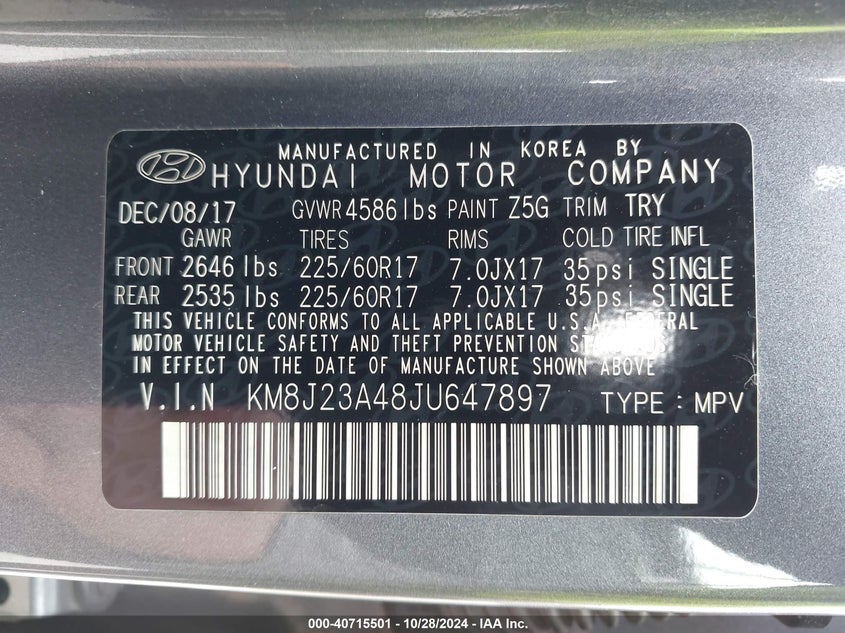 MANUFACTURED IN KOREA BY
HYUNDAI MOTOR COMPANY
DEC/08/17 GVWR 4586 lbs PAINT Z5G TRIM TRY
GAWR TIRES RIMS COLD TIRE INFL
FRONT 2646 lbs 225/60R17 7.0JX17 35psi SINGLE
REAR 2535 lbs 225/60R17 7.0JX17 35psi SINGLE
THIS VEHICLE CONFORMS TO ALL APPLICABLE U.S.A. FEDERAL
MOTOR VEHICLE SAFETY AND THEFT PREVENTION STANDARDS
IN EFFECT ON THE DATE OF MANUFACTURE SHOWN ABOVE
V.I.N KM8J23A48JU647897 TYPE : MPV
000-40715501 | 10/28/2024 - IAA Inc.